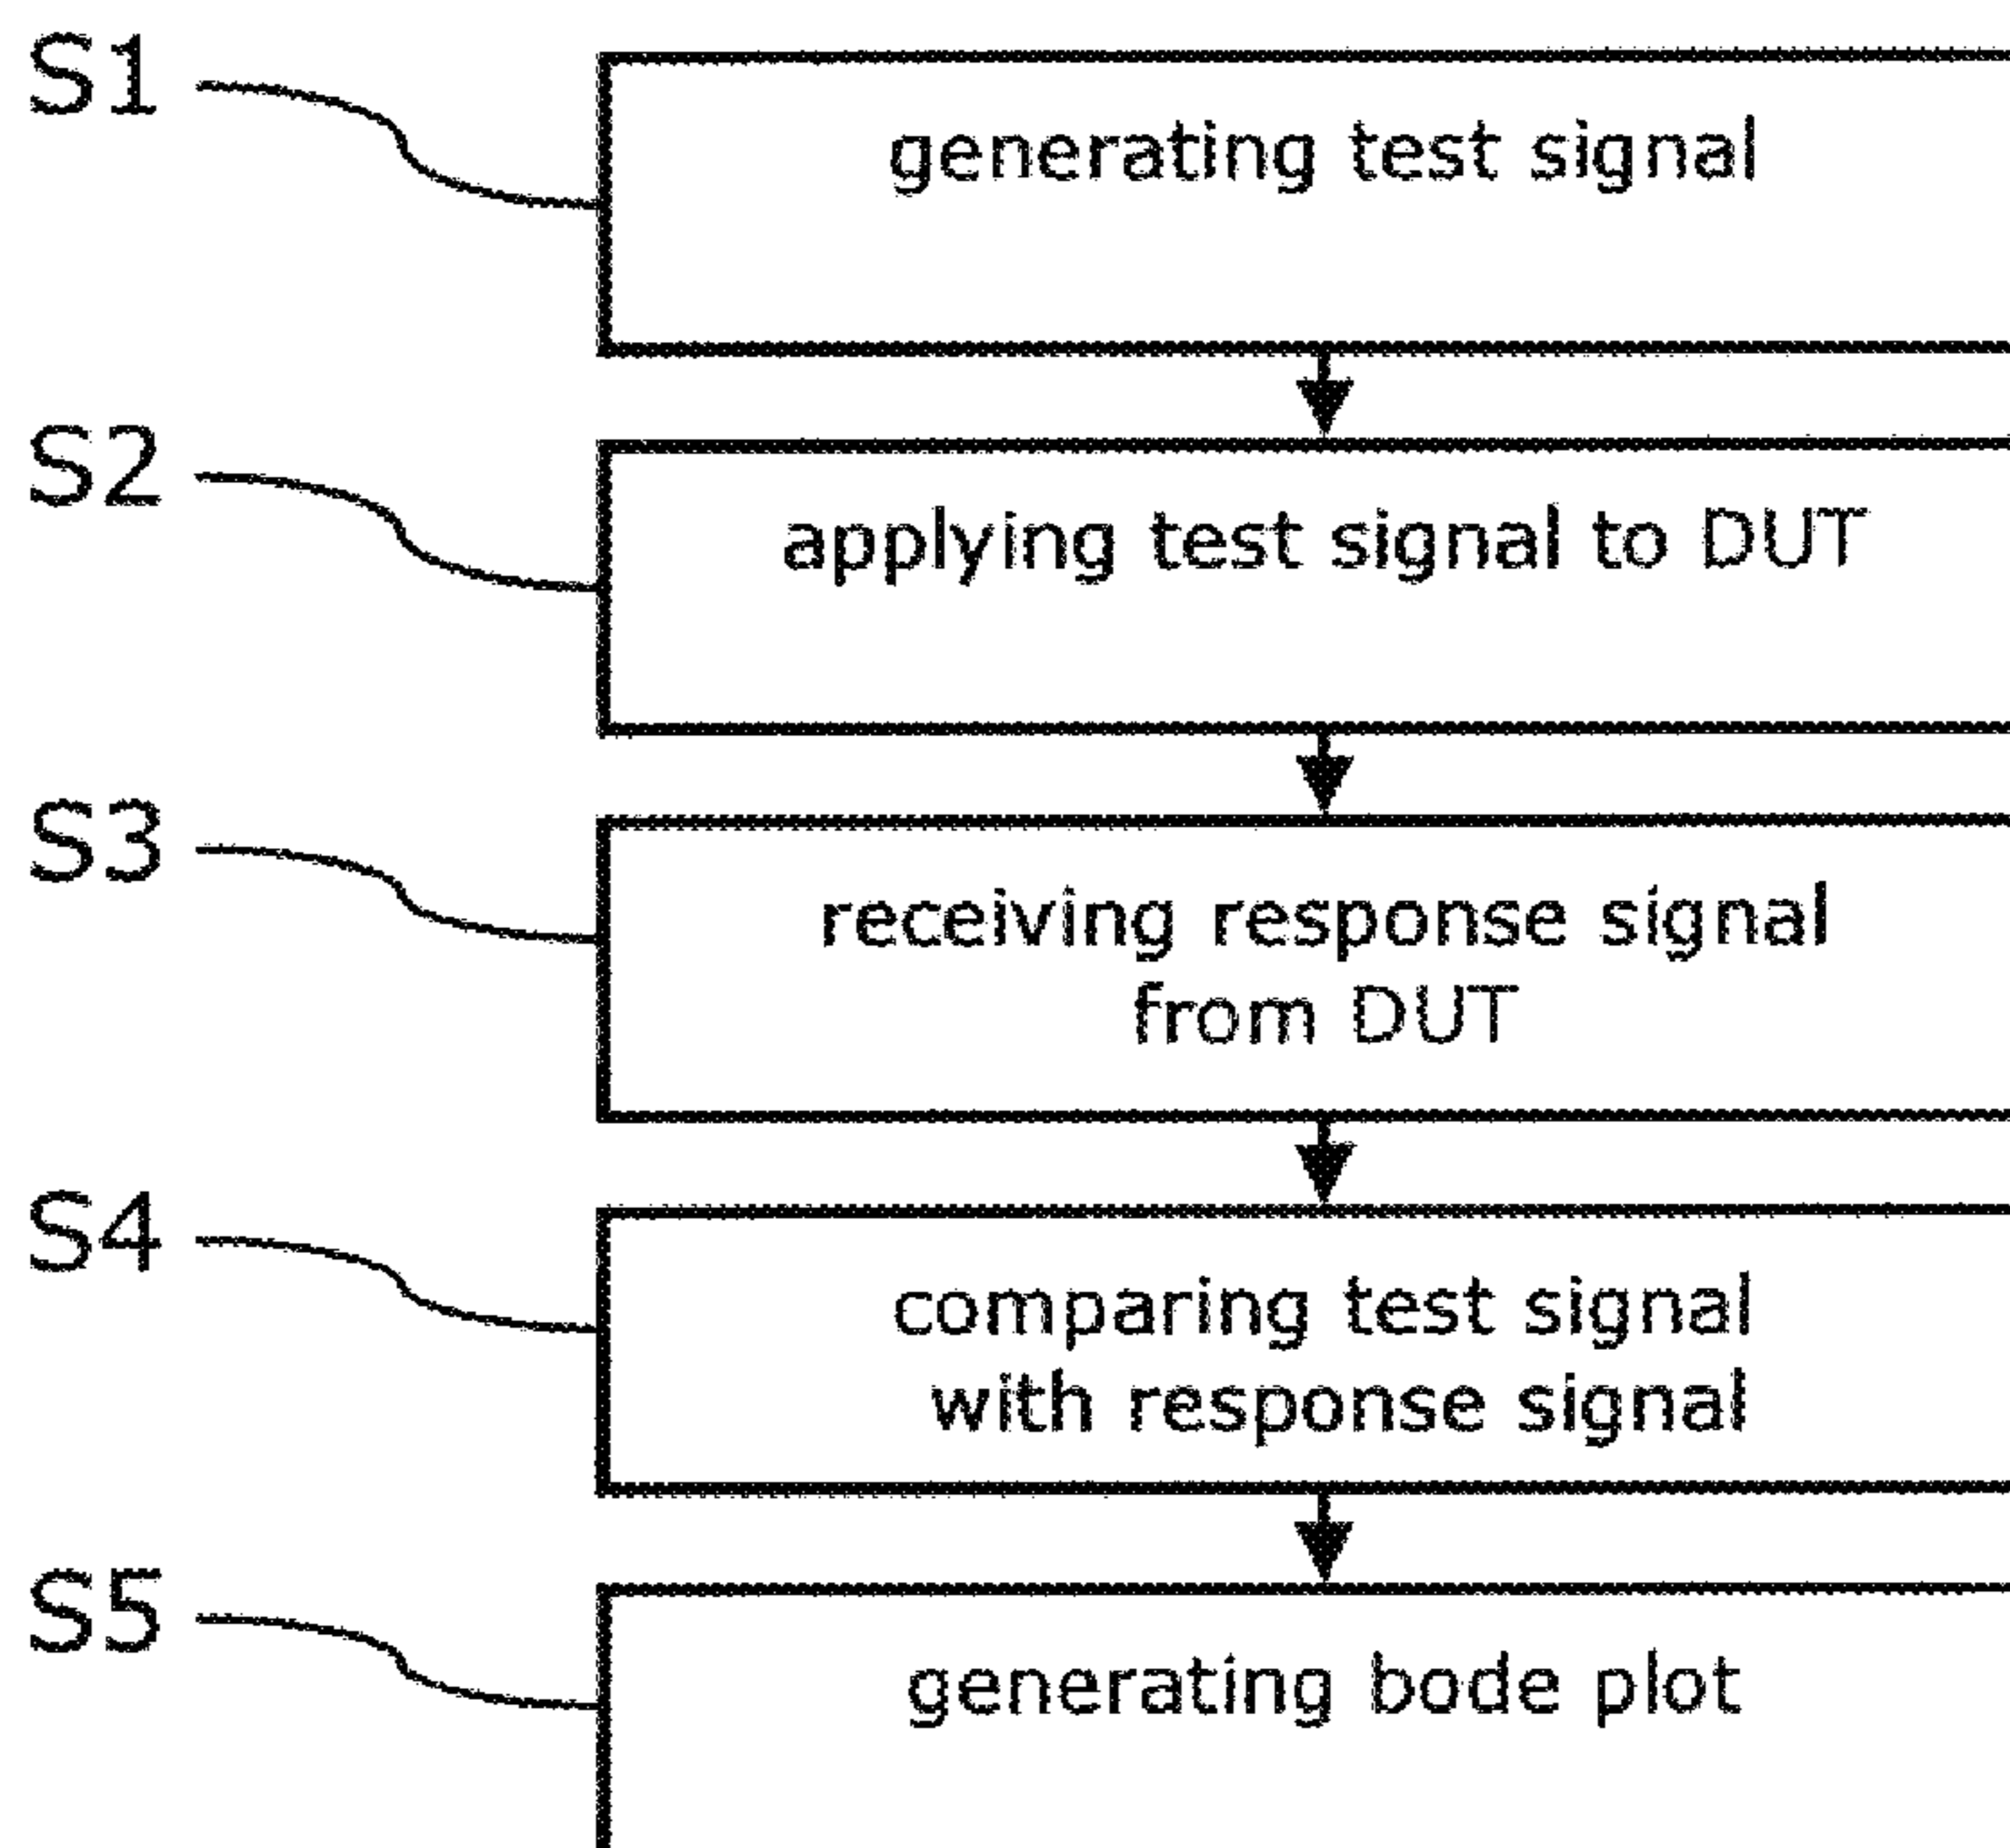 S1
generating test signal
S2
applying test signal to DUT
S3
receiving response signal
from DUT
S4
comparing test signal
with response signal
S5
generating bode plot